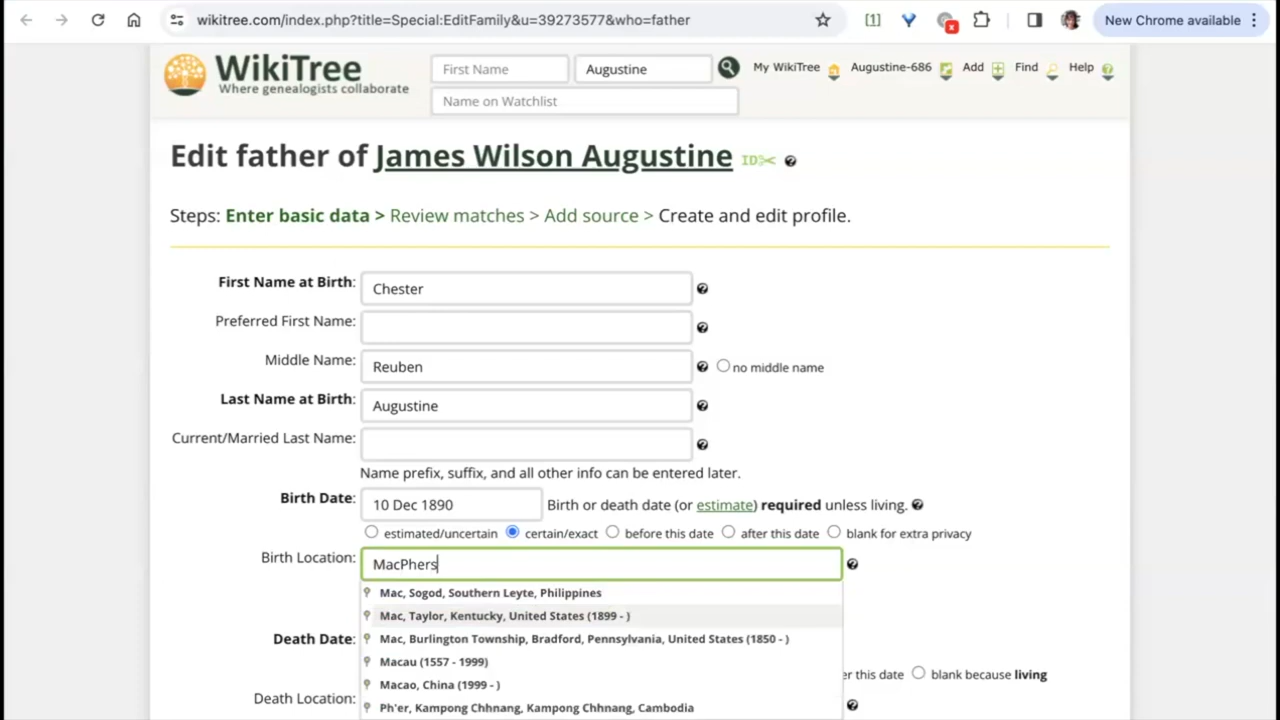 wikitree.com/index.php?title=Special:EditFamily&u=39273577&who=father
New Chrome available
WikiTree
Where genealogists collaborate
First Name
Augustine
Name on Watchlist
My WikiTree
Augustine-686
Add
Find
Help
Edit father of James Wilson Augustine ID
Steps: Enter basic data > Review matches > Add source > Create and edit profile.
First Name at Birth: Chester
Preferred First Name:
Middle Name: Reuben no middle name
Last Name at Birth: Augustine
Current/Married Last Name:
Name prefix, suffix, and all other info can be entered later.
Birth Date: 10 Dec 1890 Birth or death date (or estimate) required unless living.
estimated/uncertain certain/exact before this date after this date blank for extra privacy
Birth Location: MacPhers
Mac, Sogod, Southern Leyte, Philippines
Mac, Taylor, Kentucky, United States (1899 - )
Death Date: Mac, Burlington Township, Bradford, Pennsylvania, United States (1850 - )
Macau (1557 - 1999)
er this date blank because living
Macao, China (1999 - )
Death Location:
Ph'er, Kampong Chhnang, Kampong Chhnang, Cambodia